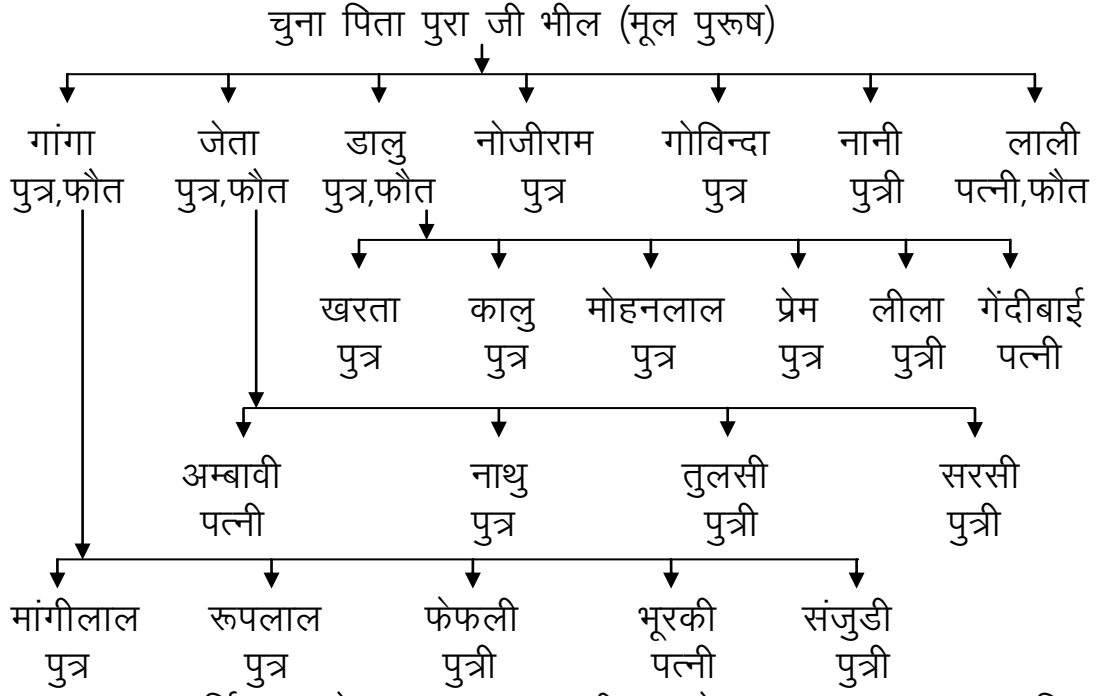 चुना पिता पुरा जी भील (मूल पुरूष)
गांगा जेता डालु नोजीराम गोविन्दा नानी लाली
पुत्र,फौत पुत्र,फौत पुत्र,फौत पुत्र पुत्र पुत्री पत्नी,फौत
खरता कालु मोहनलाल प्रेम लीला गेंदीबाई
पुत्र पुत्र पुत्र पुत्र पुत्री पत्नी
अम्बावी नाथु तुलसी सरसी
पत्नी पुत्र पुत्री पुत्री
मांगीलाल रूपलाल फेफली भूरकी संजुडी
पुत्र पुत्र पुत्री पत्नी पुत्री